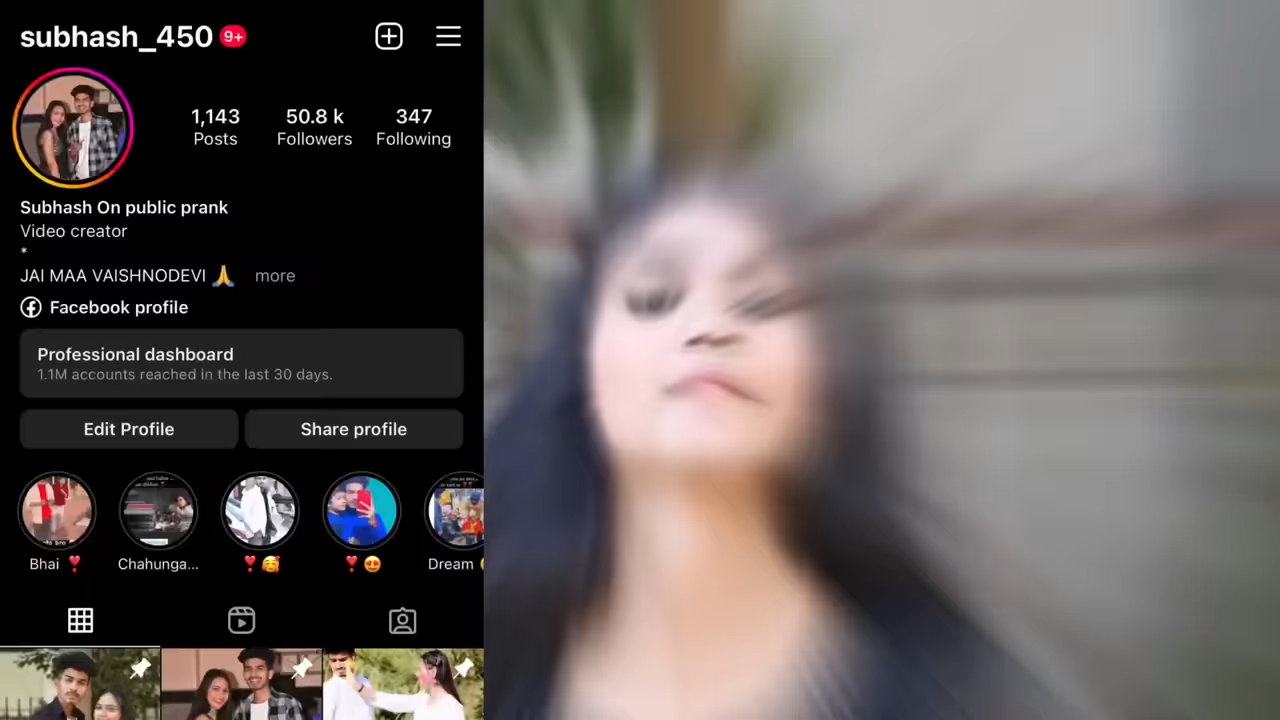 subhash_450 9+
1,143 50.8 k 347
Posts Followers Following
Subhash On public prank
Video creator
*
JAI MAA VAISHNODEVI 🙏 more
Facebook profile
Professional dashboard
1.1M accounts reached in the last 30 days.
Edit Profile Share profile
Bhai ❣️ Chahunga... ❣️🥰 ❣️😍 Dream